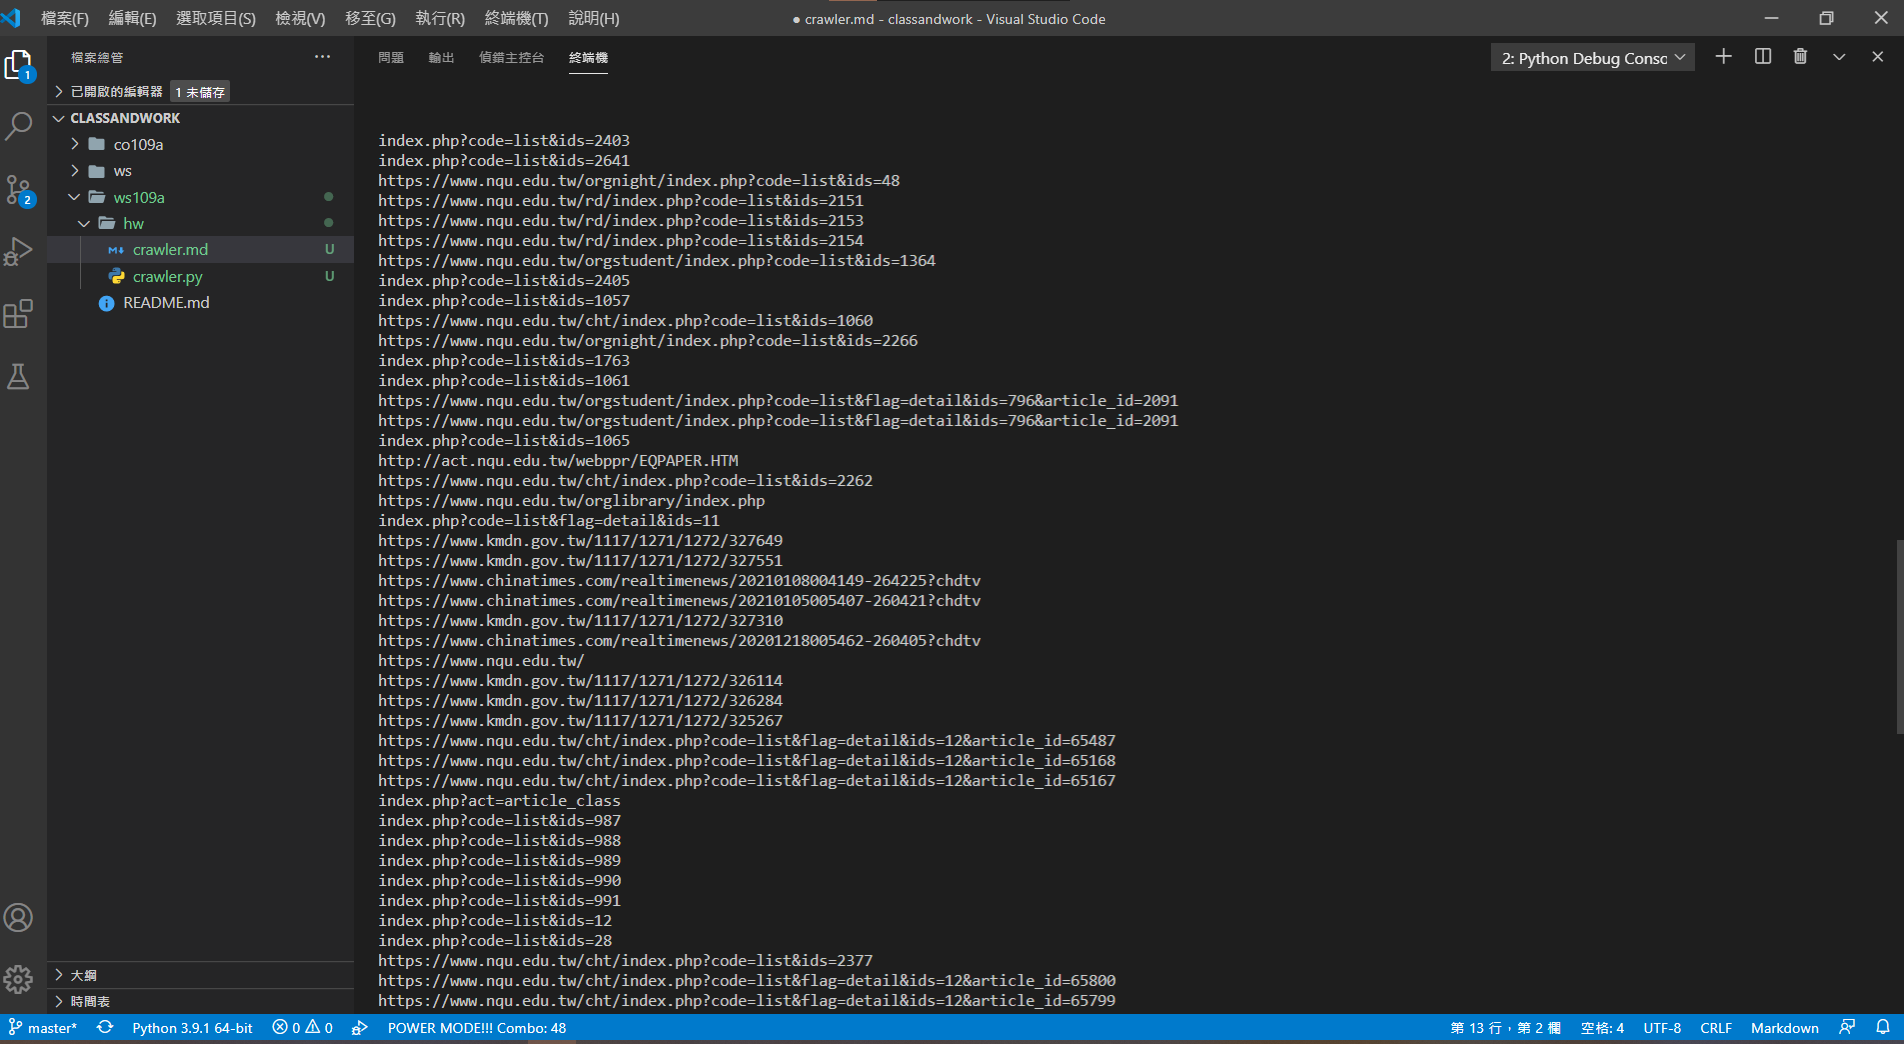 檔案(F) 編輯(E) 選取項目(S) 檢視(V) 移至(G) 執行(R) 終端機(T) 說明(H)
● crawler.md - classandwork - Visual Studio Code
檔案總管
1
2
已開啟的編輯器 1 未儲存
CLASSANDWORK
co109a
ws
ws109a
hw
crawler.md U
crawler.py U
README.md
大綱
時間表
問題 輸出 偵錯主控台 終端機
2: Python Debug Consc
index.php?code=list&ids=2403
index.php?code=list&ids=2641
https://www.nqu.edu.tw/orgnight/index.php?code=list&ids=48
https://www.nqu.edu.tw/rd/index.php?code=list&ids=2151
https://www.nqu.edu.tw/rd/index.php?code=list&ids=2153
https://www.nqu.edu.tw/rd/index.php?code=list&ids=2154
https://www.nqu.edu.tw/orgstudent/index.php?code=list&ids=1364
index.php?code=list&ids=2405
index.php?code=list&ids=1057
https://www.nqu.edu.tw/cht/index.php?code=list&ids=1060
https://www.nqu.edu.tw/orgnight/index.php?code=list&ids=2266
index.php?code=list&ids=1763
index.php?code=list&ids=1061
https://www.nqu.edu.tw/orgstudent/index.php?code=list&flag=detail&ids=796&article_id=2091
https://www.nqu.edu.tw/orgstudent/index.php?code=list&flag=detail&ids=796&article_id=2091
index.php?code=list&ids=1065
http://act.nqu.edu.tw/webppr/EQPAPER.HTM
https://www.nqu.edu.tw/cht/index.php?code=list&ids=2262
https://www.nqu.edu.tw/orglibrary/index.php
index.php?code=list&flag=detail&ids=11
https://www.kmdn.gov.tw/1117/1271/1272/327649
https://www.kmdn.gov.tw/1117/1271/1272/327551
https://www.chinatimes.com/realtimenews/20210108004149-264225?chdtv
https://www.chinatimes.com/realtimenews/20210105005407-260421?chdtv
https://www.kmdn.gov.tw/1117/1271/1272/327310
https://www.chinatimes.com/realtimenews/20201218005462-260405?chdtv
https://www.nqu.edu.tw/
https://www.kmdn.gov.tw/1117/1271/1272/326114
https://www.kmdn.gov.tw/1117/1271/1272/326284
https://www.kmdn.gov.tw/1117/1271/1272/325267
https://www.nqu.edu.tw/cht/index.php?code=list&flag=detail&ids=12&article_id=65487
https://www.nqu.edu.tw/cht/index.php?code=list&flag=detail&ids=12&article_id=65168
https://www.nqu.edu.tw/cht/index.php?code=list&flag=detail&ids=12&article_id=65167
index.php?act=article_class
index.php?code=list&ids=987
index.php?code=list&ids=988
index.php?code=list&ids=989
index.php?code=list&ids=990
index.php?code=list&ids=991
index.php?code=list&ids=12
index.php?code=list&ids=28
https://www.nqu.edu.tw/cht/index.php?code=list&ids=2377
https://www.nqu.edu.tw/cht/index.php?code=list&flag=detail&ids=12&article_id=65800
https://www.nqu.edu.tw/cht/index.php?code=list&flag=detail&ids=12&article_id=65799
master* Python 3.9.1 64-bit 0 0 POWER MODE!!! Combo: 48 第 13 行，第 2 欄 空格: 4 UTF-8 CRLF Markdown